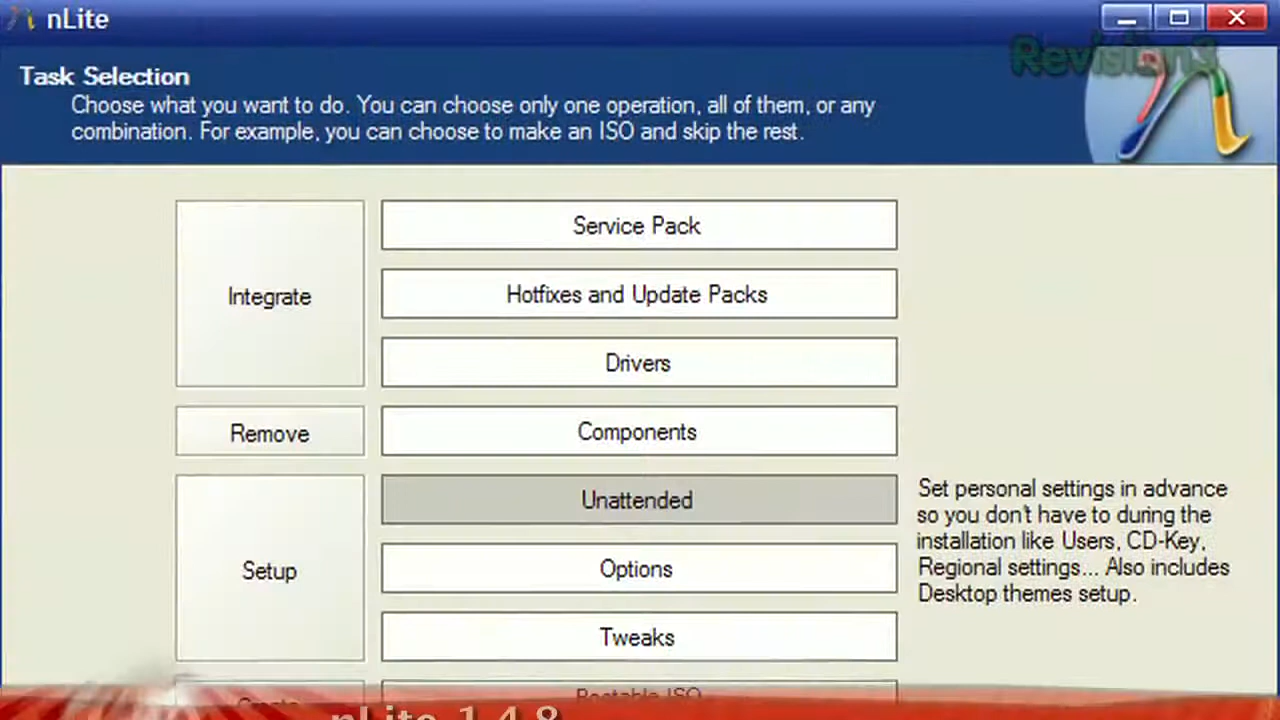 nLite
Revision3
Task Selection
Choose what you want to do. You can choose only one operation, all of them, or any
combination. For example, you can choose to make an ISO and skip the rest.
Integrate
Service Pack
Hotfixes and Update Packs
Drivers
Remove
Components
Setup
Unattended
Set personal settings in advance
so you don't have to during the
installation like Users, CD-Key,
Regional settings... Also includes
Desktop themes setup.
Options
Tweaks
Create
Bootable ISO
nLite 1.4.8